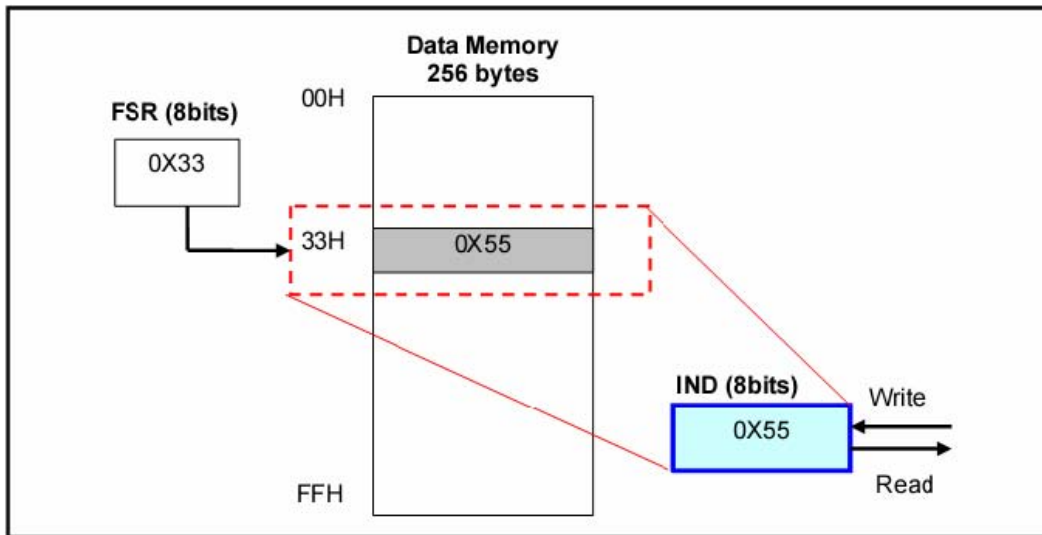 Data Memory
256 bytes
00H
FSR (8bits)
0X33
33H
0X55
IND (8bits)
0X55
Write
Read
FFH